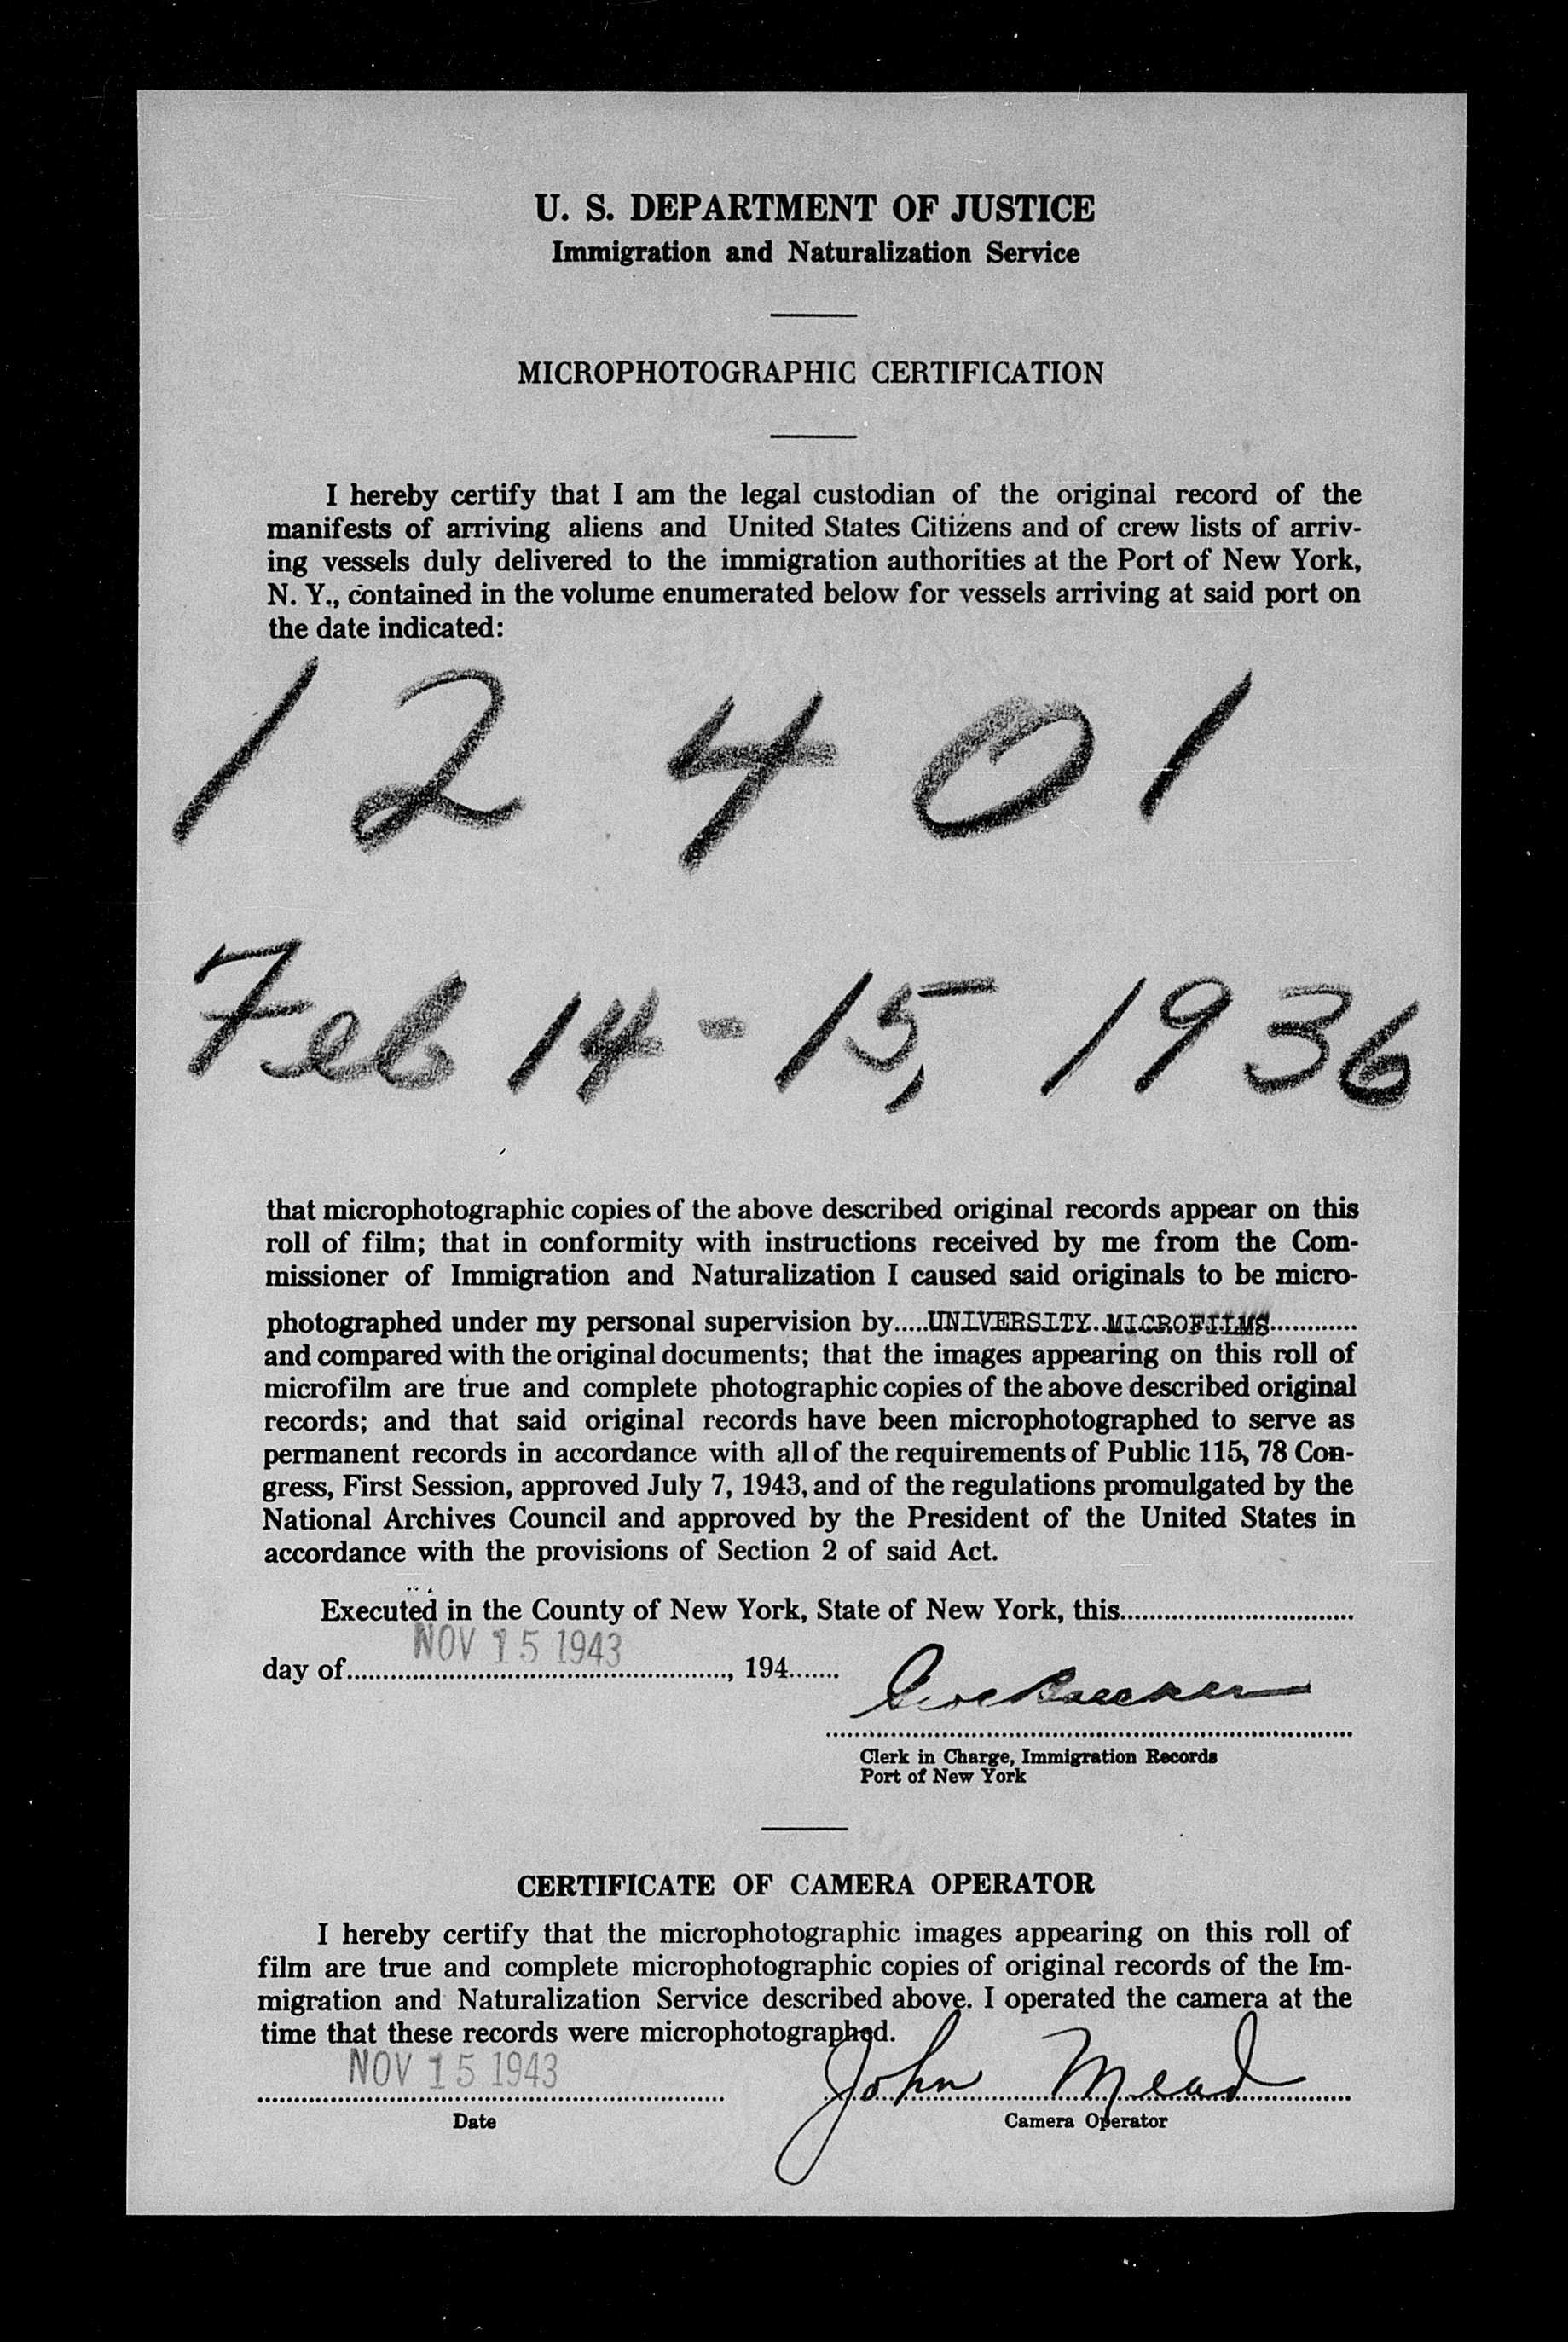 U. S. DEPARTMENT OF JUSTICE
Immigration and Naturalization Service
MICROPHOTOGRAPHIC CERTIFICATION
I hereby certify that I am the legal custodian of the original record of the
manifests of arriving aliens and United States Citizens and of crew lists of arriv-
ing vessels duly delivered to the immigration authorities at the Port of New York,
N. Y., contained in the volume enumerated below for vessels arriving at said port on
the date indicated:
12401
Feb 14-15, 1936
that microphotographic copies of the above described original records appear on this
roll of film; that in conformity with instructions received by me from the Com-
missioner of Immigration and Naturalization I caused said originals to be micro-
photographed under my personal supervision by.....UNIVERSITY MICROFILMS............
and compared with the original documents; that the images appearing on this roll of
microfilm are true and complete photographic copies of the above described original
records; and that said original records have been microphotographed to serve as
permanent records in accordance with all of the requirements of Public 115, 78 Con-
gress, First Session, approved July 7, 1943, and of the regulations promulgated by the
National Archives Council and approved by the President of the United States in
accordance with the provisions of Section 2 of said Act.
Executed in the County of New York, State of New York, this................................
NOV 15 1943
day of...................................................., 194.......
Clerk in Charge, Immigration Records
Port of New York
CERTIFICATE OF CAMERA OPERATOR
I hereby certify that the microphotographic images appearing on this roll of
film are true and complete microphotographic copies of original records of the Im-
migration and Naturalization Service described above. I operated the camera at the
time that these records were microphotographed.
NOV 15 1943
John Mead
Date
Camera Operator